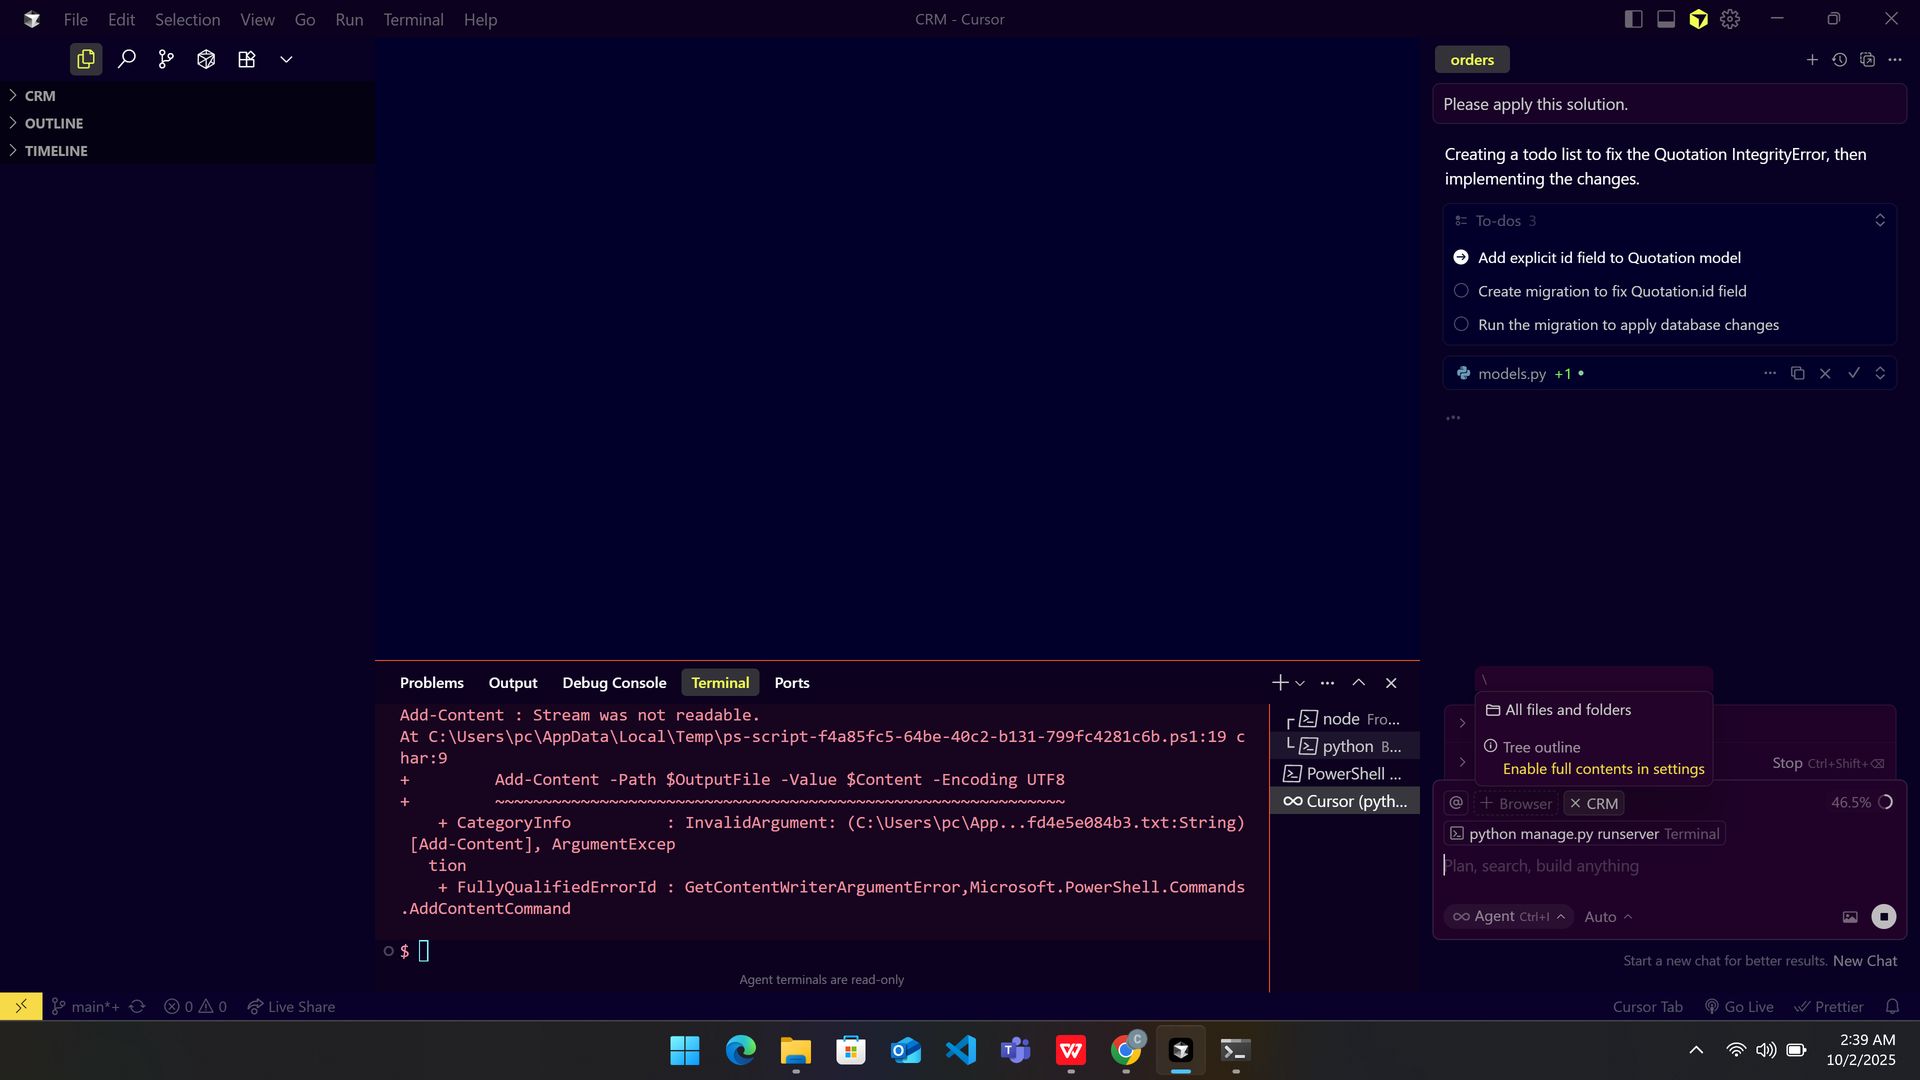 File Edit Selection View Go Run Terminal Help
CRM - Cursor
CRM
OUTLINE
TIMELINE
orders
Please apply this solution.
Creating a todo list to fix the Quotation IntegrityError, then
implementing the changes.
To-dos 3
Add explicit id field to Quotation model
Create migration to fix Quotation.id field
Run the migration to apply database changes
models.py +1
Problems Output Debug Console Terminal Ports
Add-Content : Stream was not readable.
At C:\Users\pc\AppData\Local\Temp\ps-script-f4a85fc5-64be-40c2-b131-799fc4281c6b.ps1:19 c
har:9
+         Add-Content -Path $OutputFile -Value $Content -Encoding UTF8
+         ~~~~~~~~~~~~~~~~~~~~~~~~~~~~~~~~~~~~~~~~~~~~~~~~~~~~~~~~~~~~
+ CategoryInfo          : InvalidArgument: (C:\Users\pc\App...fd4e5e084b3.txt:String)
[Add-Content], ArgumentExcep
tion
+ FullyQualifiedErrorId : GetContentWriterArgumentError,Microsoft.PowerShell.Commands
.AddContentCommand
$
Agent terminals are read-only
node Fro...
python B...
PowerShell ...
Cursor (pyth...
\
All files and folders
Tree outline
Enable full contents in settings
Stop Ctrl+Shift+⌫
@ + Browser × CRM 46.5%
python manage.py runserver Terminal
Plan, search, build anything
Agent Ctrl+I Auto
Start a new chat for better results. New Chat
main*+ 0 0 Live Share
Cursor Tab Go Live Prettier
2:39 AM
10/2/2025